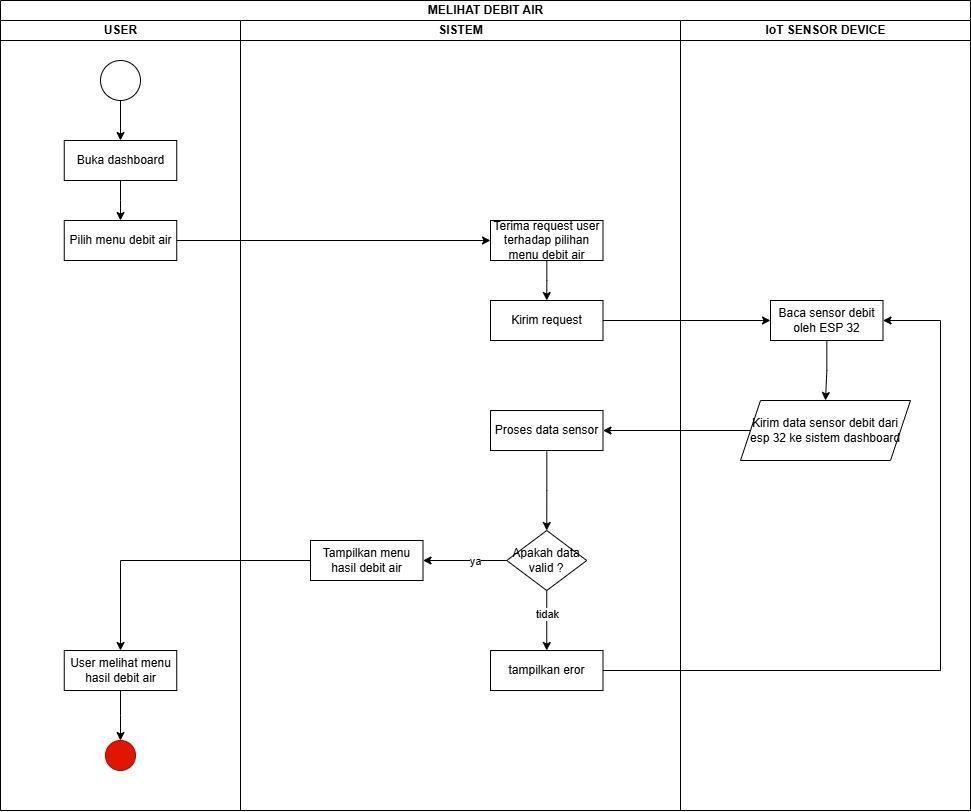 MELIHAT DEBIT AIR
USER
SISTEM
IoT SENSOR DEVICE
Buka dashboard
Pilih menu debit air
Terima request user
terhadap pilihan
menu debit air
Kirim request
Baca sensor debit
oleh ESP 32
Kirim data sensor debit dari
esp 32 ke sistem dashboard
Proses data sensor
Apakah data
valid ?
ya
Tampilkan menu
hasil debit air
tidak
tampilkan eror
User melihat menu
hasil debit air